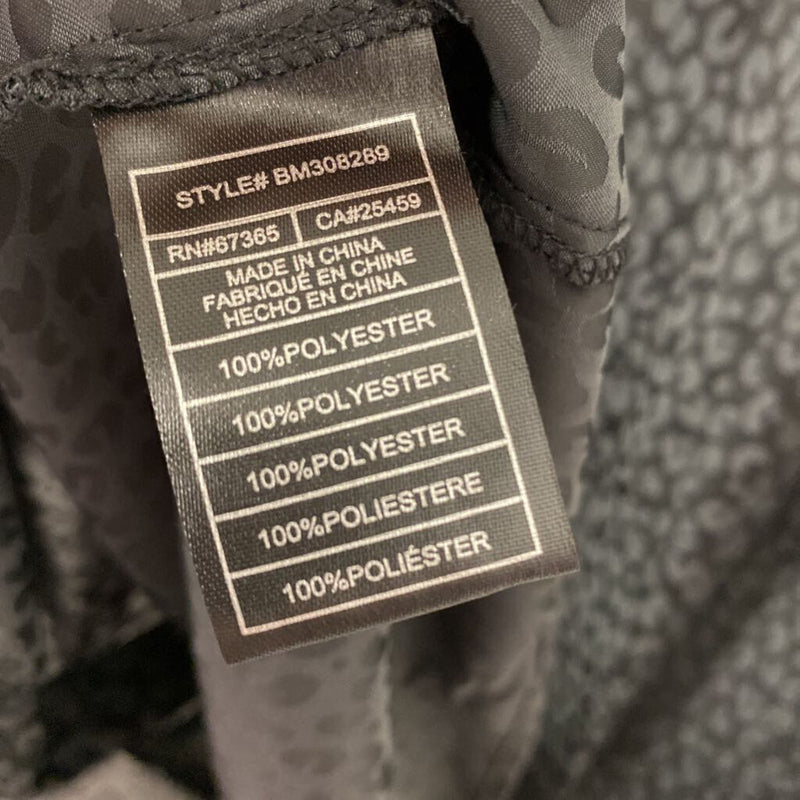 STYLE# BM308289
RN#67365 CA#25459
MADE IN CHINA
FABRIQUÉ EN CHINE
HECHO EN CHINA
100%POLYESTER
100%POLYESTER
100%POLYESTER
100%POLIESTERE
100%POLIÉSTER